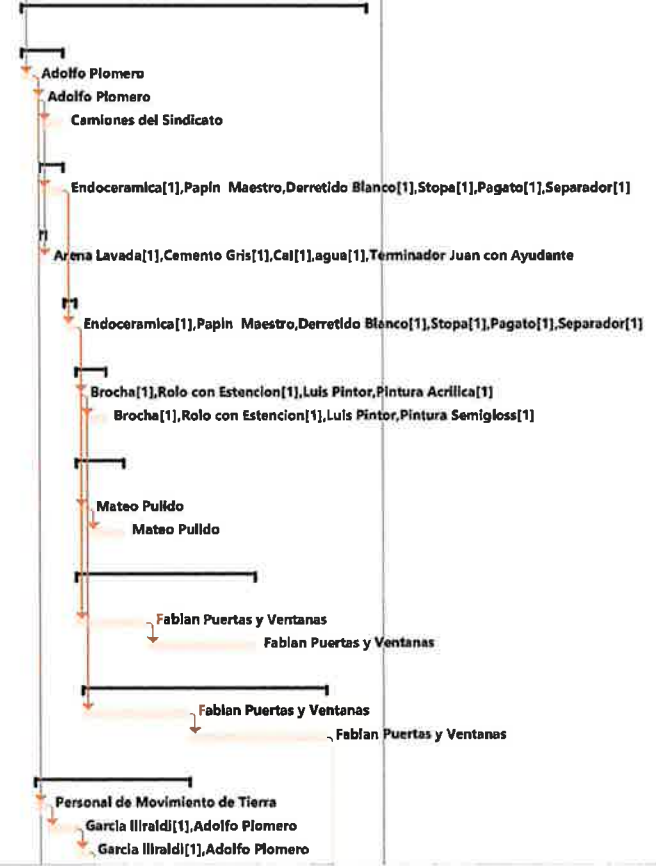 Adolfo Plomero
Adolfo Plomero
Camiones del Sindicato
Endoceramica[1],Papin Maestro,Derretido Blanco[1],Stopa[1],Pagato[1],Separador[1]
Arena Lavada[1],Cemento Gris[1],Cal[1],agua[1],Terminador Juan con Ayudante
Endoceramica[1],Papin Maestro,Derretido Blanco[1],Stopa[1],Pagato[1],Separador[1]
Brocha[1],Rolo con Estencion[1],Luis Pintor,Pintura Acrilica[1]
Brocha[1],Rolo con Estencion[1],Luis Pintor,Pintura Semigloss[1]
Mateo Pulido
Mateo Pulido
Fabian Puertas y Ventanas
Fabian Puertas y Ventanas
Fabian Puertas y Ventanas
Fabian Puertas y Ventanas
Personal de Movimiento de Tierra
Garcia Illiraldi[1],Adolfo Plomero
Garcia Illiraldi[1],Adolfo Plomero